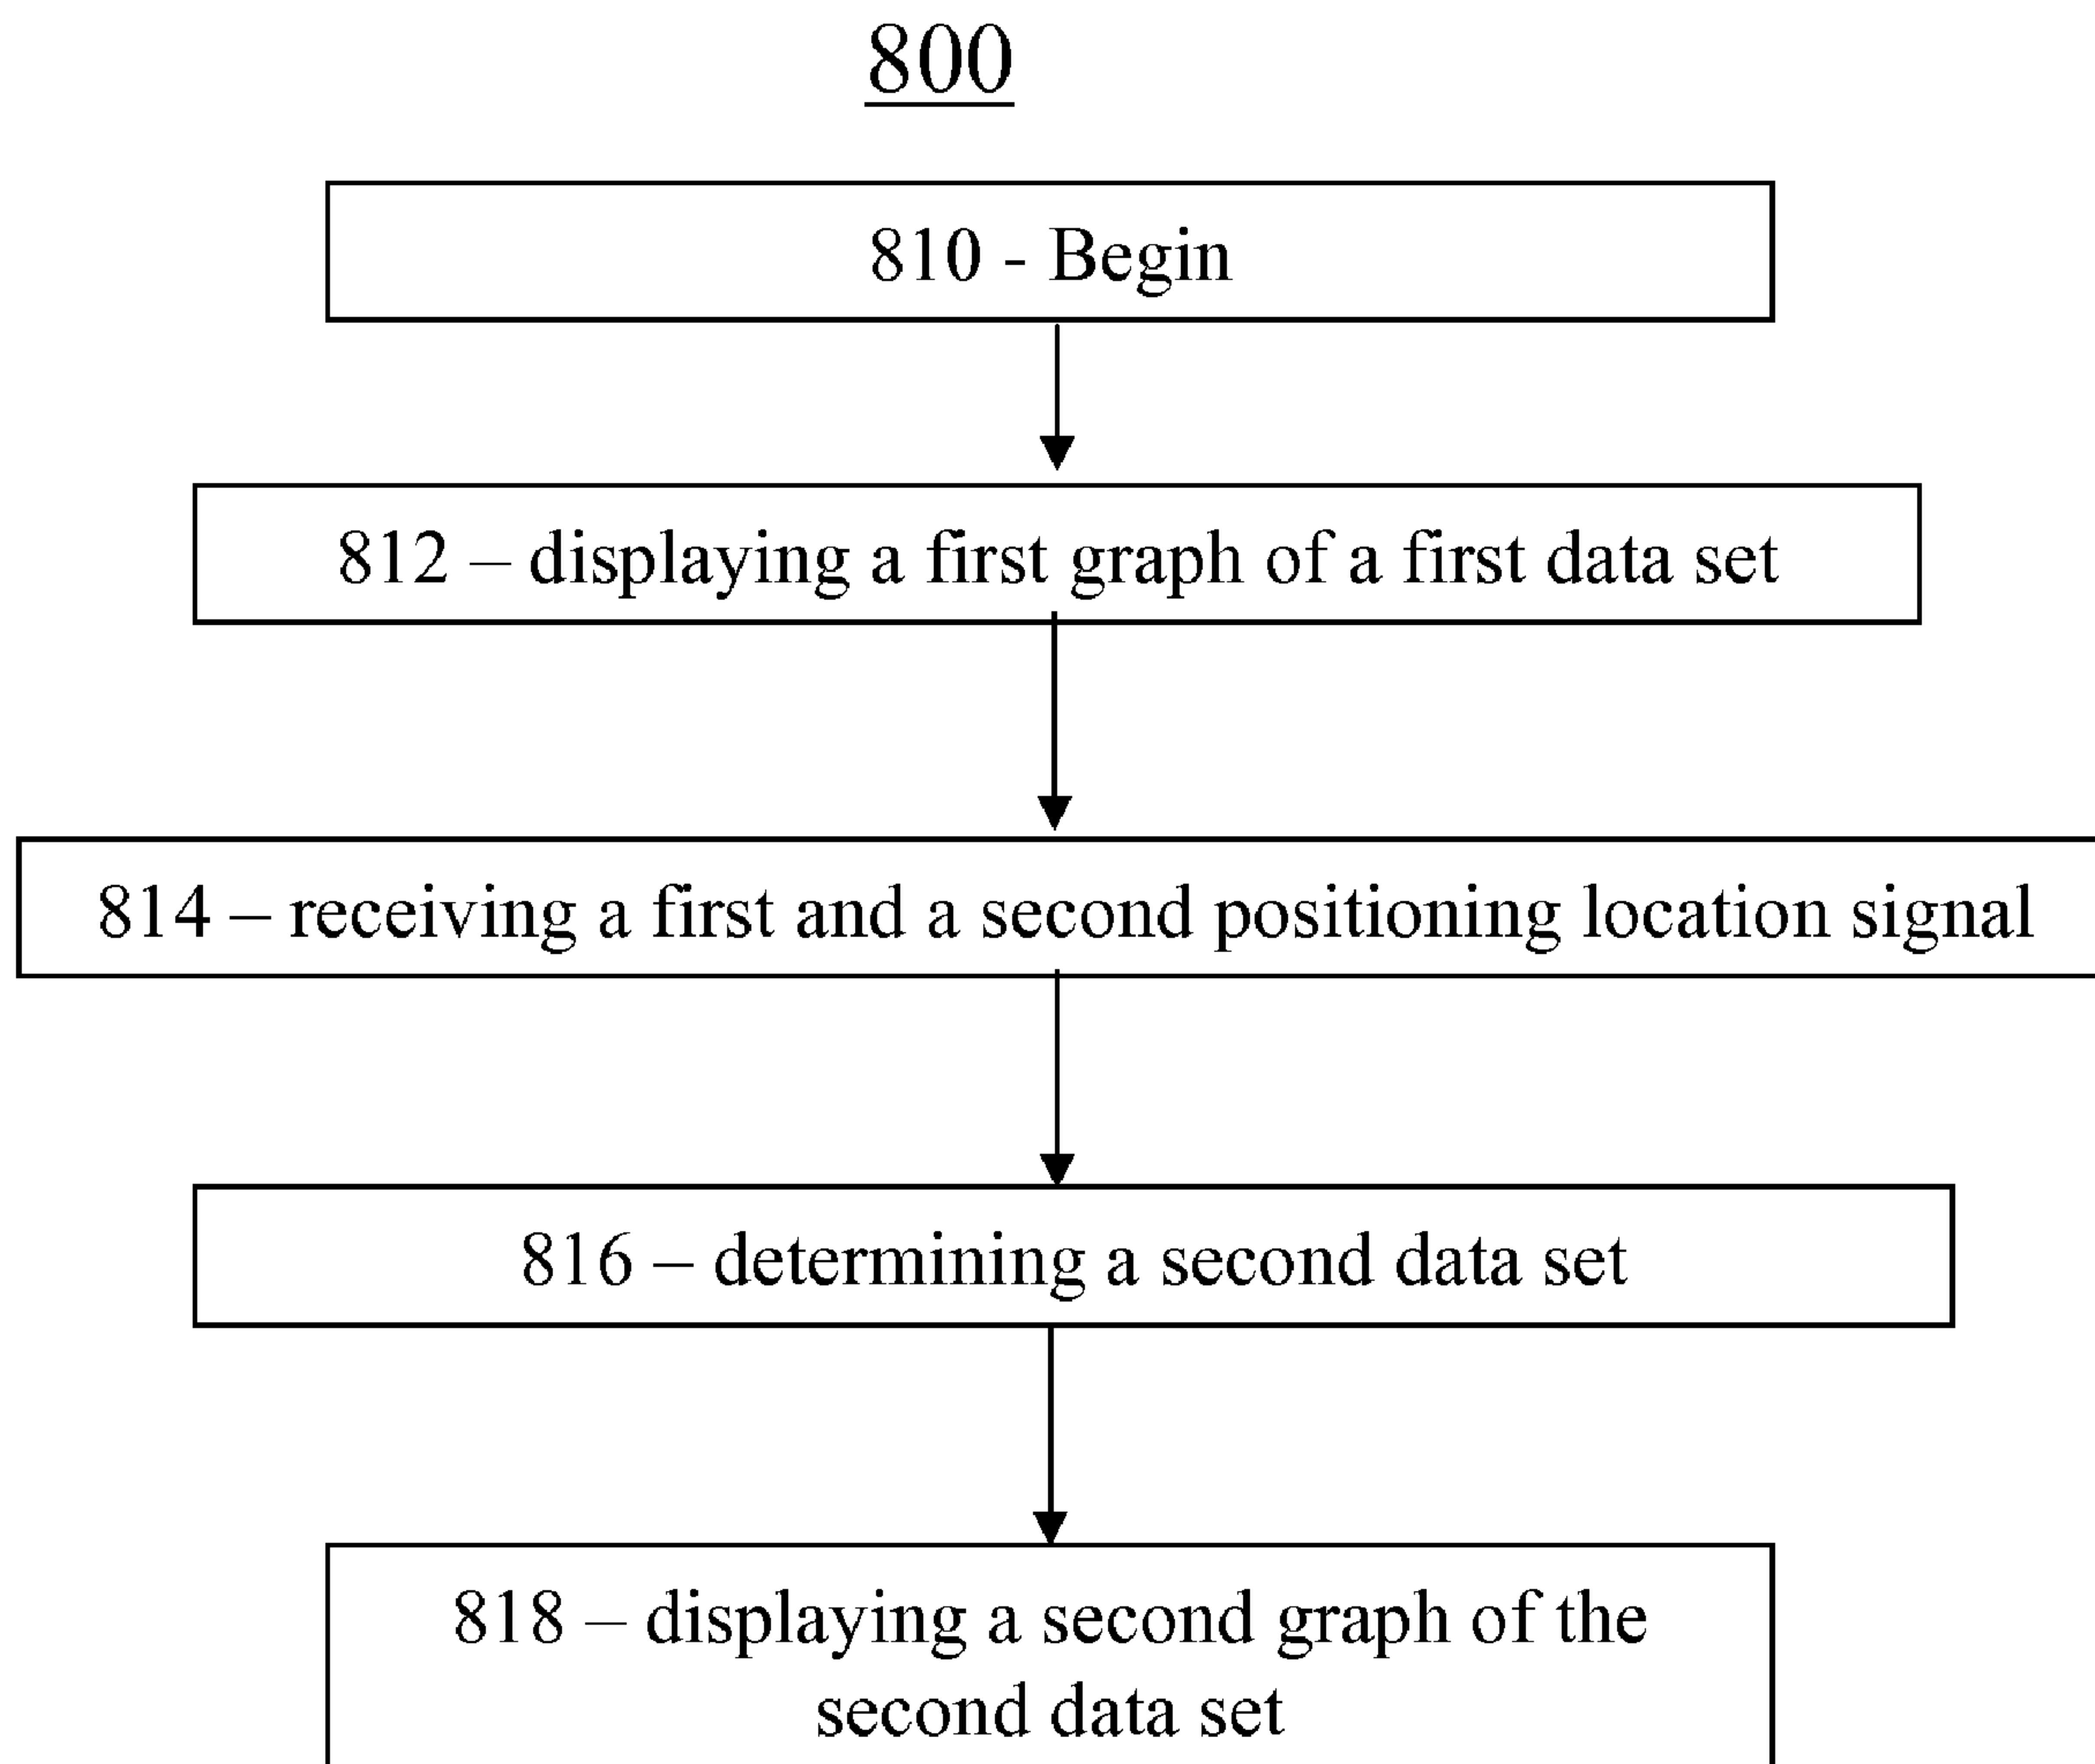 800
810 - Begin
812 – displaying a first graph of a first data set
814 – receiving a first and a second positioning location signal
816 – determining a second data set
818 – displaying a second graph of the
second data set